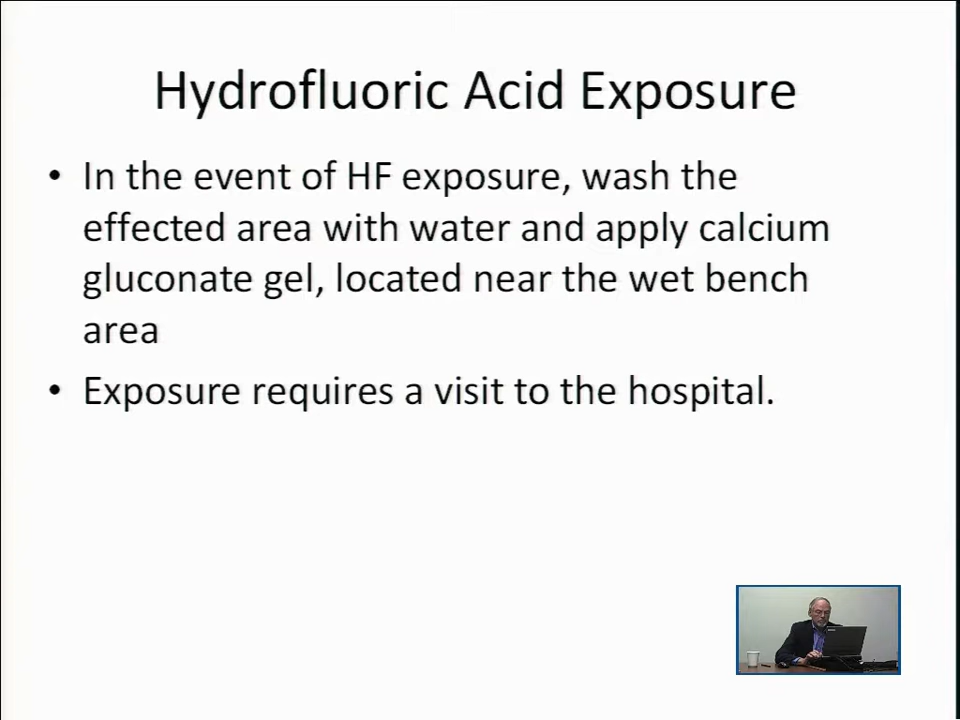 Hydrofluoric Acid Exposure
• In the event of HF exposure, wash the
effected area with water and apply calcium
gluconate gel, located near the wet bench
area
• Exposure requires a visit to the hospital.